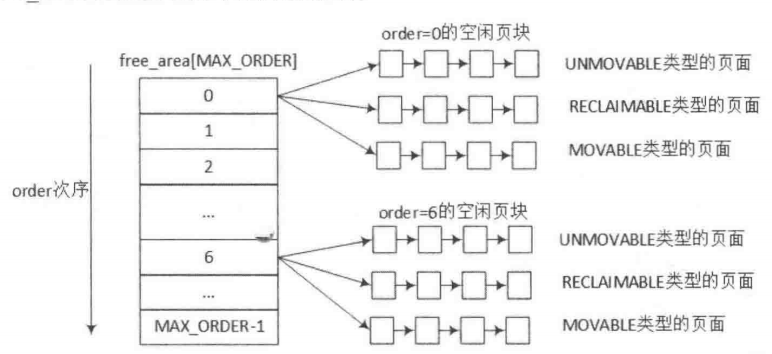 order=0的空闲页块
free_area[MAX_ORDER]
UNMOVABLE类型的页面
0
RECLAIMABLE类型的页面
1
MOVABLE类型的页面
2
order次序
...
order=6的空闲页块
UNMOVABLE类型的页面
6
RECLAIMABLE类型的页面
...
MOVABLE类型的页面
MAX_ORDER-1